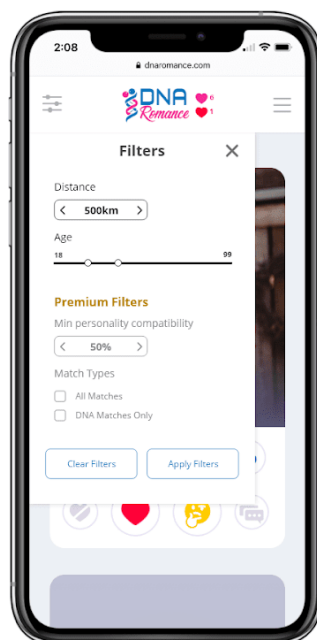 2:08
dnaromance.com
DNA
Romance
6
1
Filters
Distance
500km
Age
18 99
Premium Filters
Min personality compatibility
50%
Match Types
All Matches
DNA Matches Only
Clear Filters Apply Filters